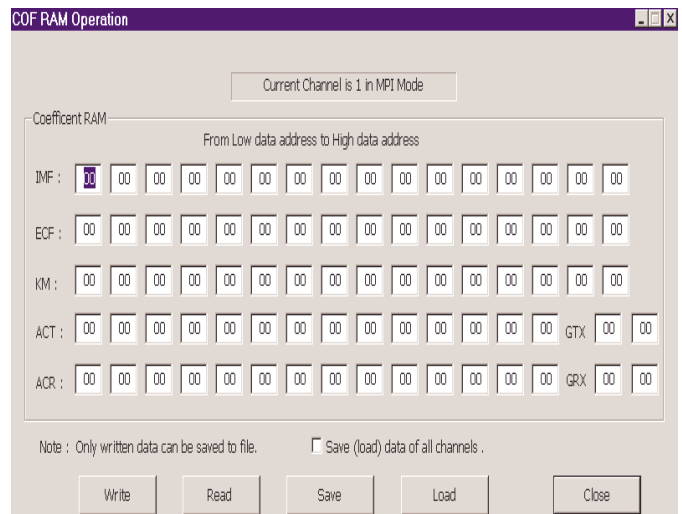 COF RAM Operation
Current Channel is 1 in MPI Mode
Coefficent RAM
From Low data address to High data address
IMF : 00 00 00 00 00 00 00 00 00 00 00 00 00 00 00 00
ECF : 00 00 00 00 00 00 00 00 00 00 00 00 00 00 00 00
KM : 00 00 00 00 00 00 00 00 00 00 00 00 00 00 00 00
ACT : 00 00 00 00 00 00 00 00 00 00 00 00 00 00 GTX 00 00
ACR : 00 00 00 00 00 00 00 00 00 00 00 00 00 00 GRX 00 00
Note : Only written data can be saved to file. Save (load) data of all channels .
Write Read Save Load Close